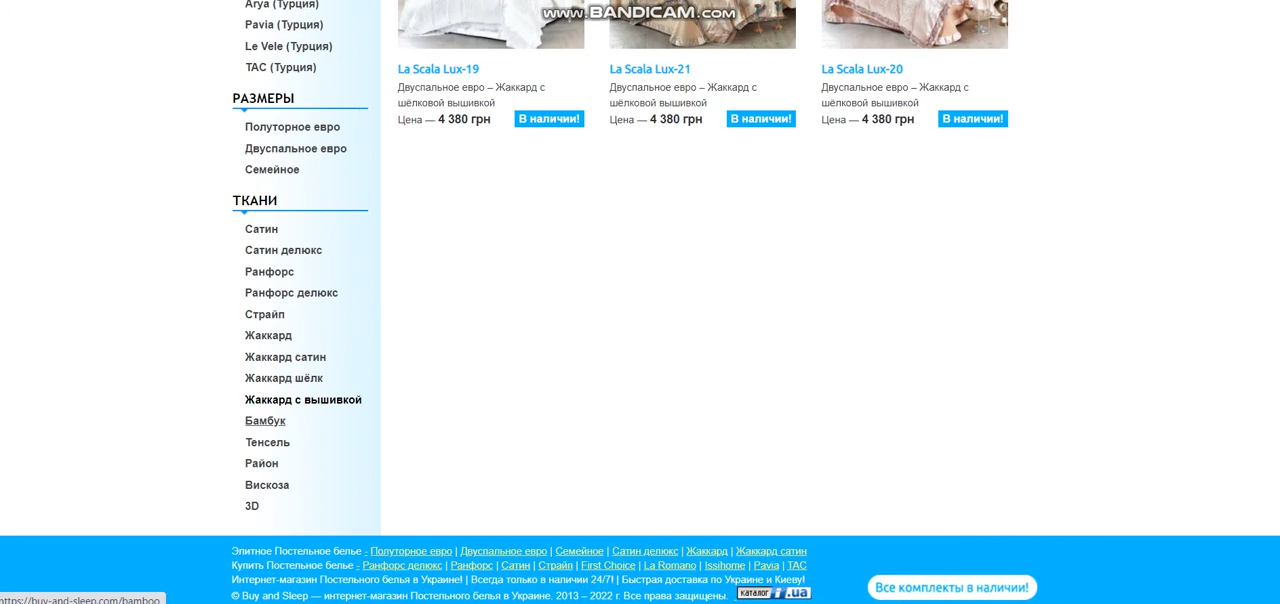 www.BANDICAM.com
Arya (Турция)
Pavia (Турция)
Le Vele (Турция)
TAC (Турция)
РАЗМЕРЫ
Полуторное евро
Двуспальное евро
Семейное
ТКАНИ
Сатин
Сатин делюкс
Ранфорс
Ранфорс делюкс
Страйп
Жаккард
Жаккард сатин
Жаккард шёлк
Жаккард с вышивкой
Бамбук
Тенсель
Район
Вискоза
3D
La Scala Lux-19
Двуспальное евро – Жаккард с
шёлковой вышивкой
Цена — 4 380 грн В наличии!
La Scala Lux-21
Двуспальное евро – Жаккард с
шёлковой вышивкой
Цена — 4 380 грн В наличии!
La Scala Lux-20
Двуспальное евро – Жаккард с
шёлковой вышивкой
Цена — 4 380 грн В наличии!
Элитное Постельное белье - Полуторное евро | Двуспальное евро | Семейное | Сатин делюкс | Жаккард | Жаккард сатин
Купить Постельное белье - Ранфорс делюкс | Ранфорс | Сатин | Страйп | First Choice | La Romano | Issihome | Pavia | TAC
Интернет-магазин Постельного белья в Украине! | Всегда только в наличии 24/7! | Быстрая доставка по Украине и Киеву!
© Buy and Sleep — интернет-магазин Постельного белья в Украине. 2013 – 2022 г. Все права защищены. каталог i.ua
Все комплекты в наличии!
https://buy-and-sleep.com/bamboo